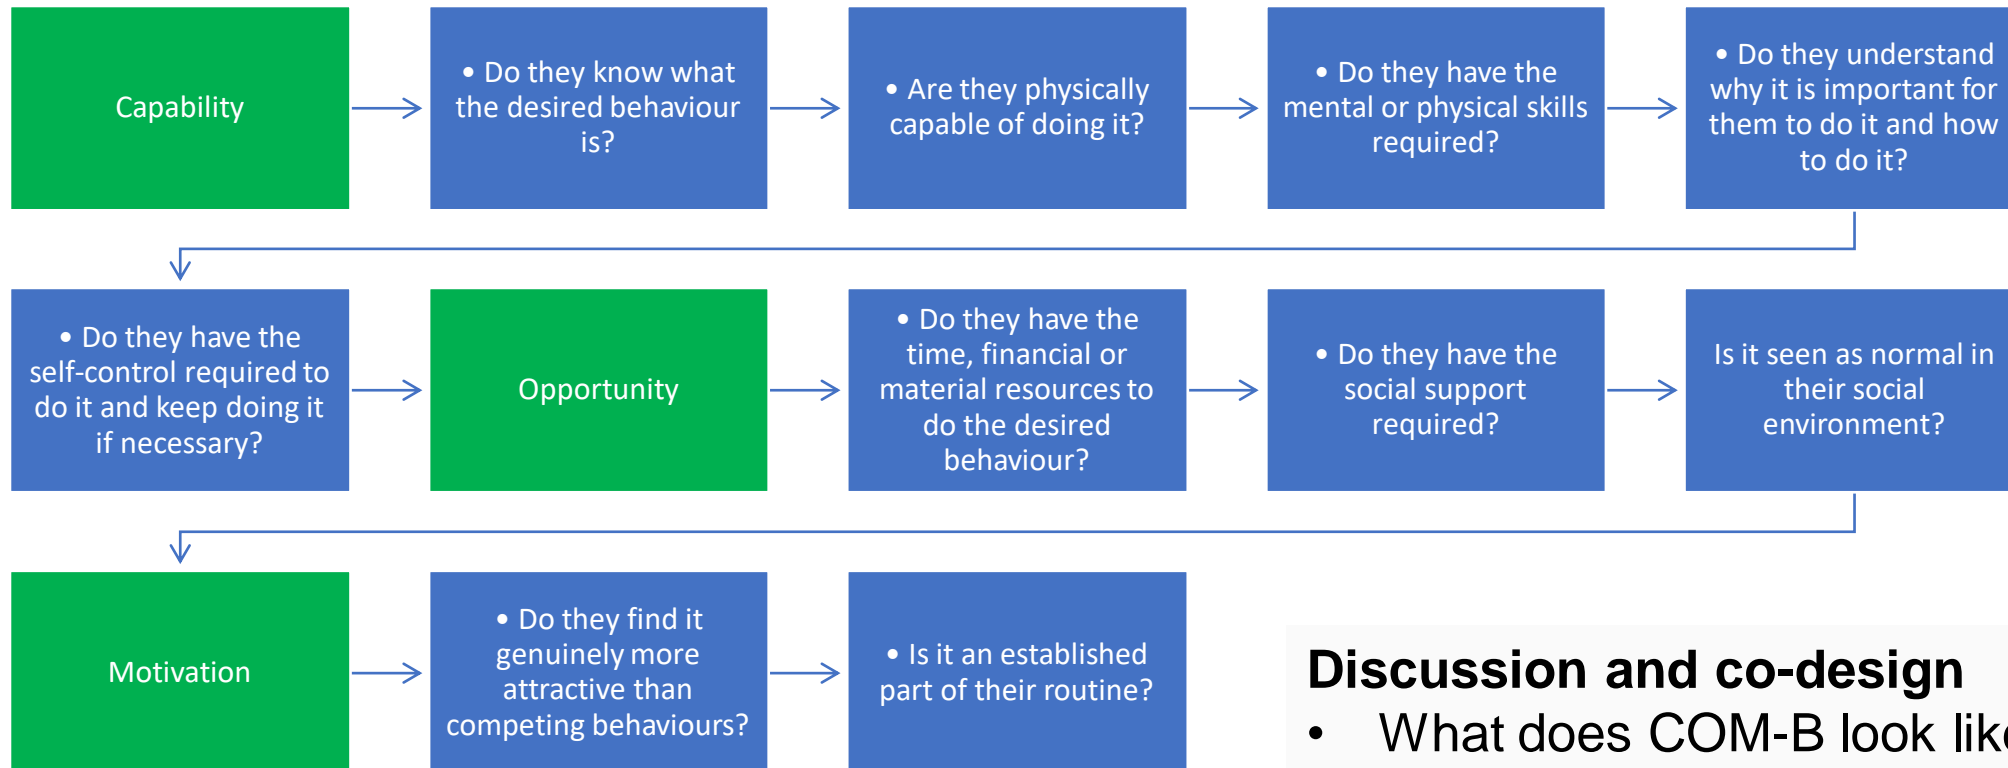 Capability
• Do they know what
the desired behaviour
is?
• Are they physically
capable of doing it?
• Do they have the
mental or physical skills
required?
• Do they understand
why it is important for
them to do it and how
to do it?
• Do they have the
self-control required to
do it and keep doing it
if necessary?
Opportunity
• Do they have the
time, financial or
material resources to
do the desired
behaviour?
• Do they have the
social support
required?
Is it seen as normal in
their social
environment?
Motivation
• Do they find it
genuinely more
attractive than
competing behaviours?
• Is it an established
part of their routine?
Discussion and co-design
• What does COM-B look like